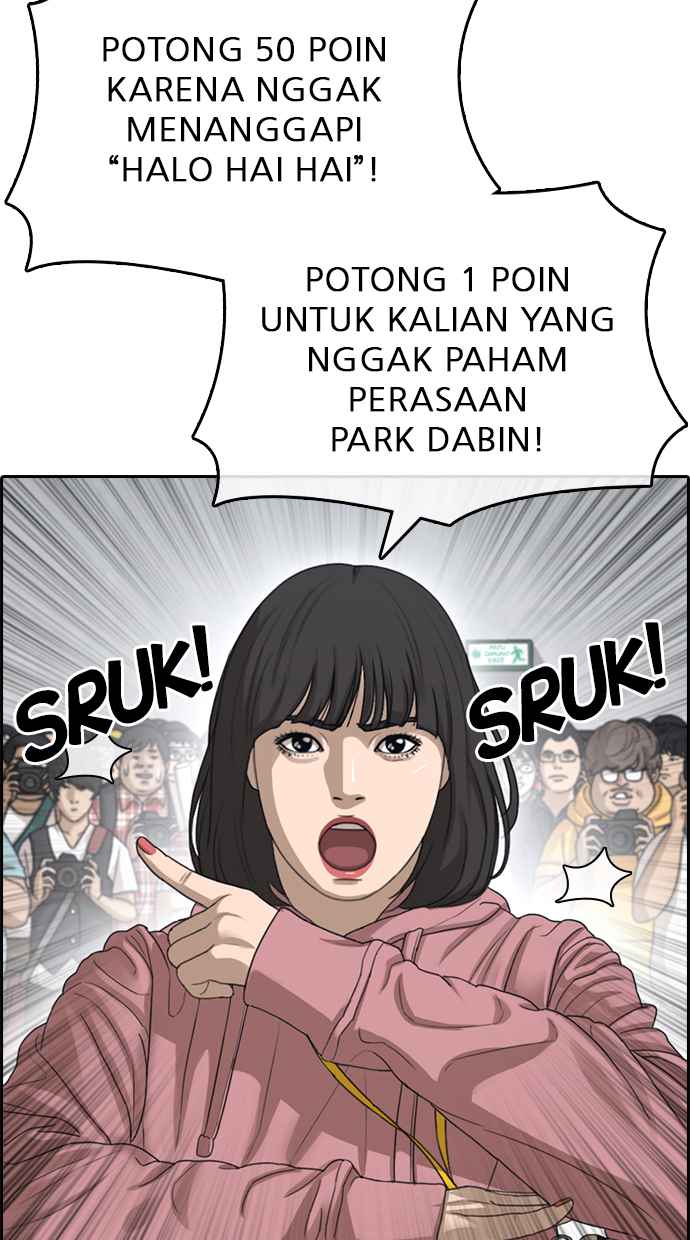 POTONG 50 POIN
KARENA NGGAK
MENANGGAPI
“HALO HAI HAI”!
POTONG 1 POIN
UNTUK KALIAN YANG
NGGAK PAHAM
PERASAAN
PARK DABIN!
SRUK!
SRUK!